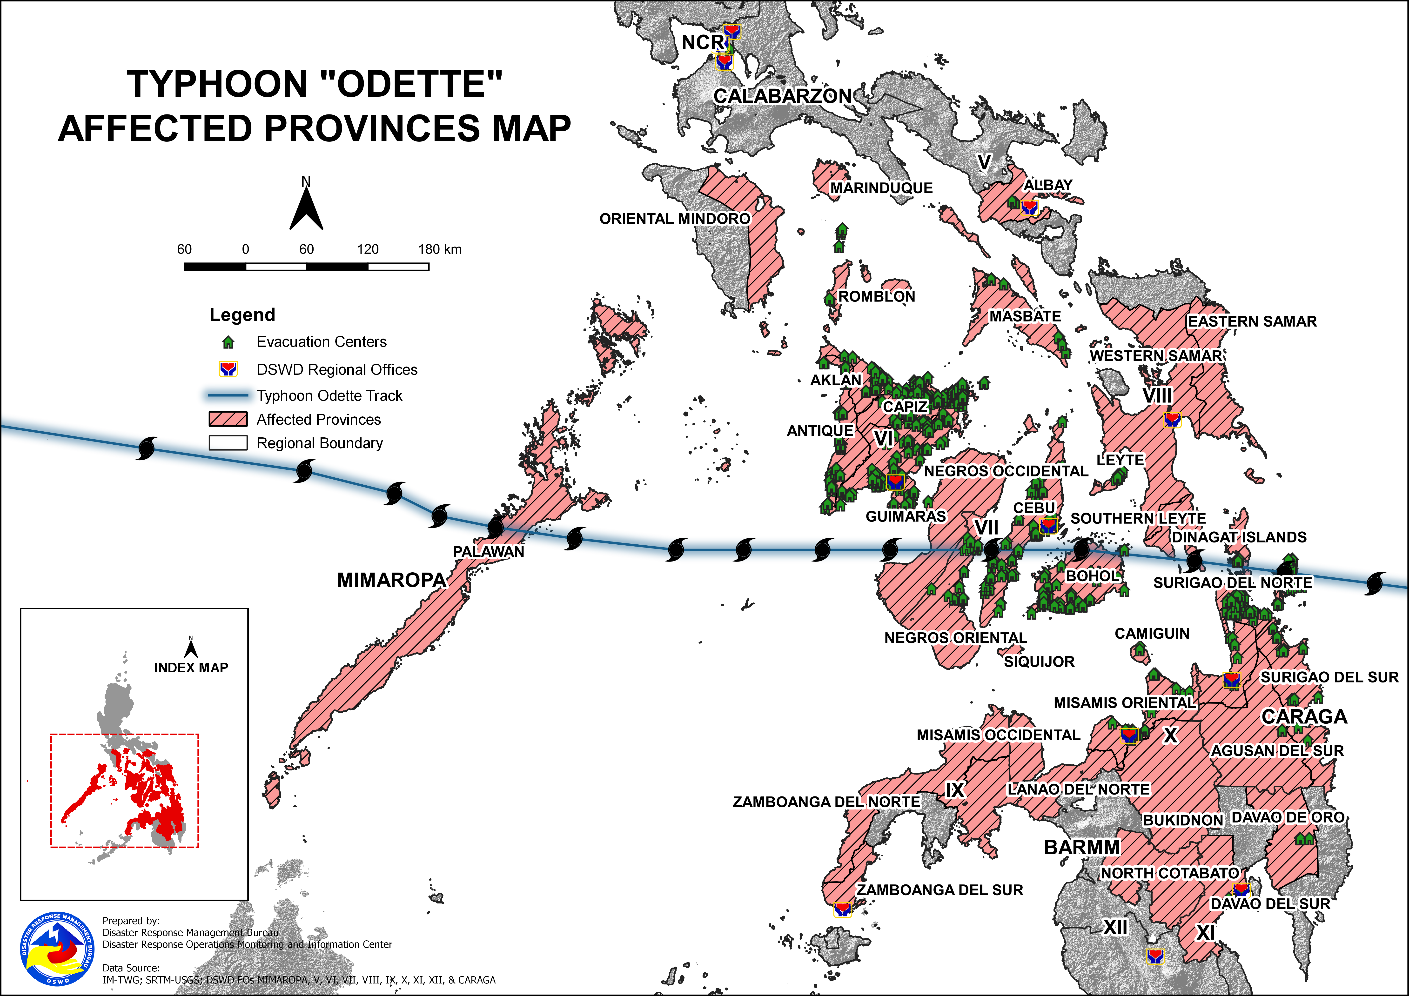 TYPHOON "ODETTE"
AFFECTED PROVINCES MAP
N
60 0 60 120 180 km
Legend
Evacuation Centers
DSWD Regional Offices
Typhoon Odette Track
Affected Provinces
Regional Boundary
NCR
CALABARZON
V
ALBAY
MARINDUQUE
ORIENTAL MINDORO
ROMBLON
MASBATE
EASTERN SAMAR
WESTERN SAMAR
AKLAN
CAPIZ
VIII
ANTIQUE
VI
LEYTE
NEGROS OCCIDENTAL
GUIMARAS
CEBU
SOUTHERN LEYTE
VII
DINAGAT ISLANDS
PALAWAN
MIMAROPA
BOHOL
SURIGAO DEL NORTE
NEGROS ORIENTAL
CAMIGUIN
SIQUIJOR
SURIGAO DEL SUR
MISAMIS ORIENTAL
CARAGA
MISAMIS OCCIDENTAL
X
AGUSAN DEL SUR
IX
LANAO DEL NORTE
ZAMBOANGA DEL NORTE
BUKIDNON
DAVAO DE ORO
BARMM
NORTH COTABATO
ZAMBOANGA DEL SUR
DAVAO DEL SUR
XII
XI
N
INDEX MAP
DISASTER RESPONSE MANAGEMENT BUREAU
DSWD
Prepared by:
Disaster Response Management Bureau
Disaster Response Operations Monitoring and Information Center
Data Source:
IM-TWG; SRTM-USGS; DSWD FOs MIMAROPA, V, VI, VII, VIII, IX, X, XI, XII, & CARAGA